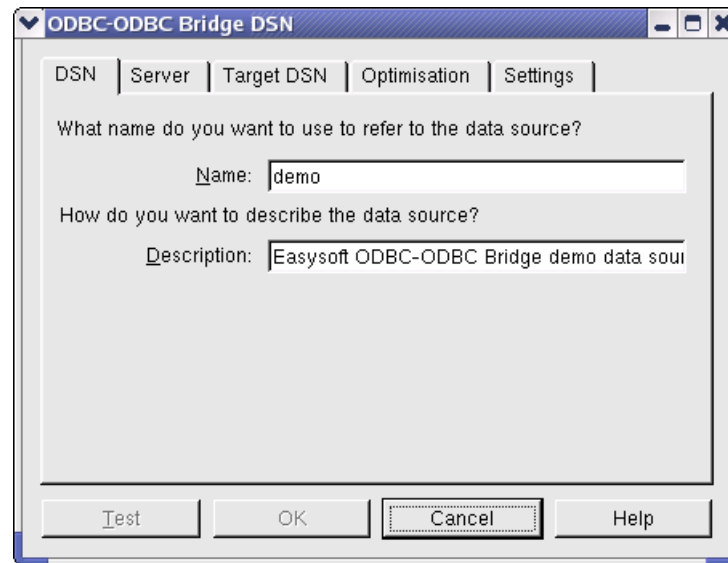 ODBC-ODBC Bridge DSN
DSN Server Target DSN Optimisation Settings
What name do you want to use to refer to the data source?
Name: demo
How do you want to describe the data source?
Description: Easysoft ODBC-ODBC Bridge demo data sour
Test OK Cancel Help